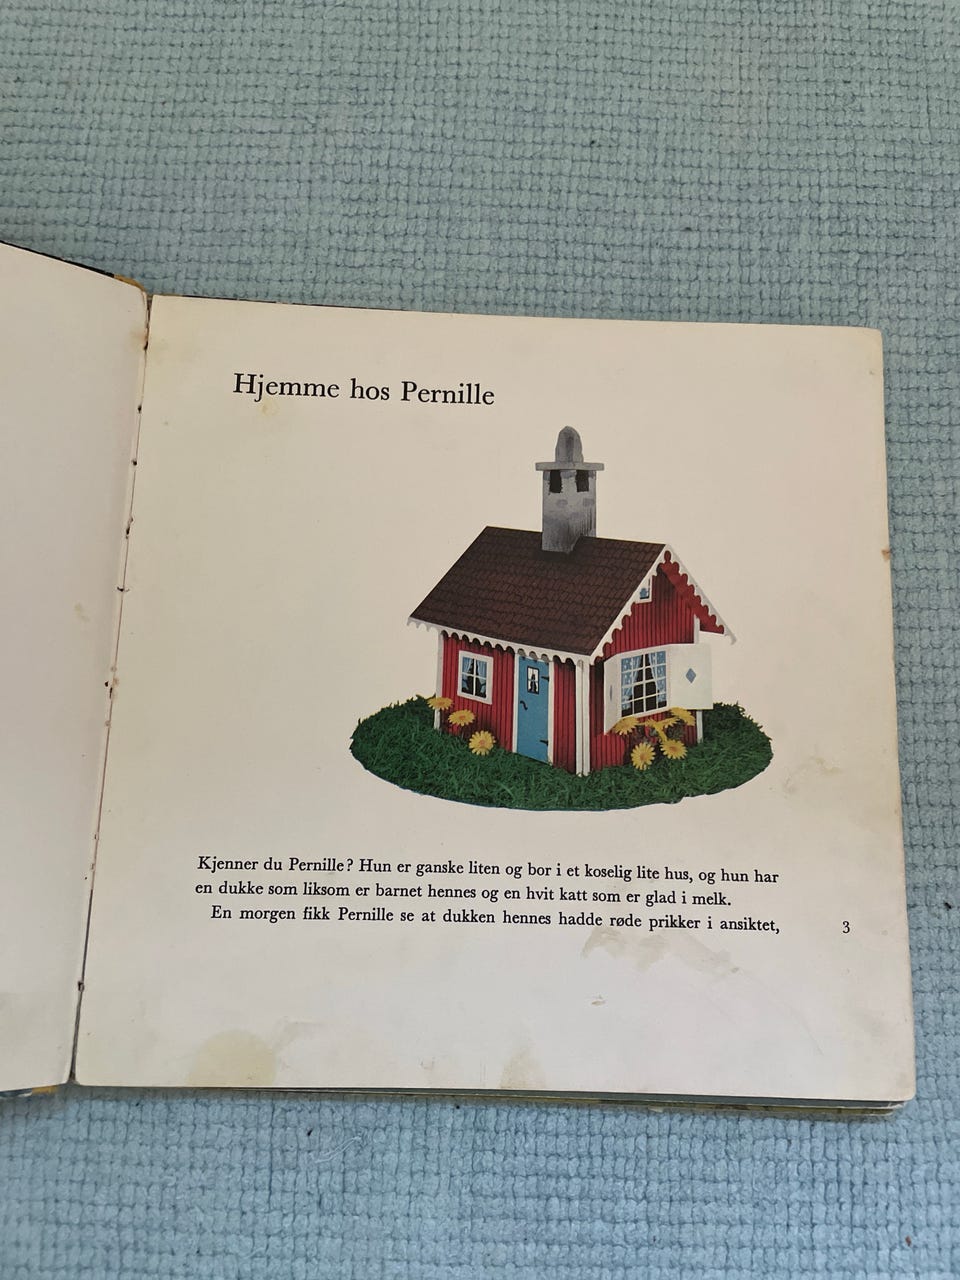 Hjemme hos Pernille
Kjenner du Pernille? Hun er ganske liten og bor i et koselig lite hus, og hun har
en dukke som liksom er barnet hennes og en hvit katt som er glad i melk.
En morgen fikk Pernille se at dukken hennes hadde røde prikker i ansiktet,
3